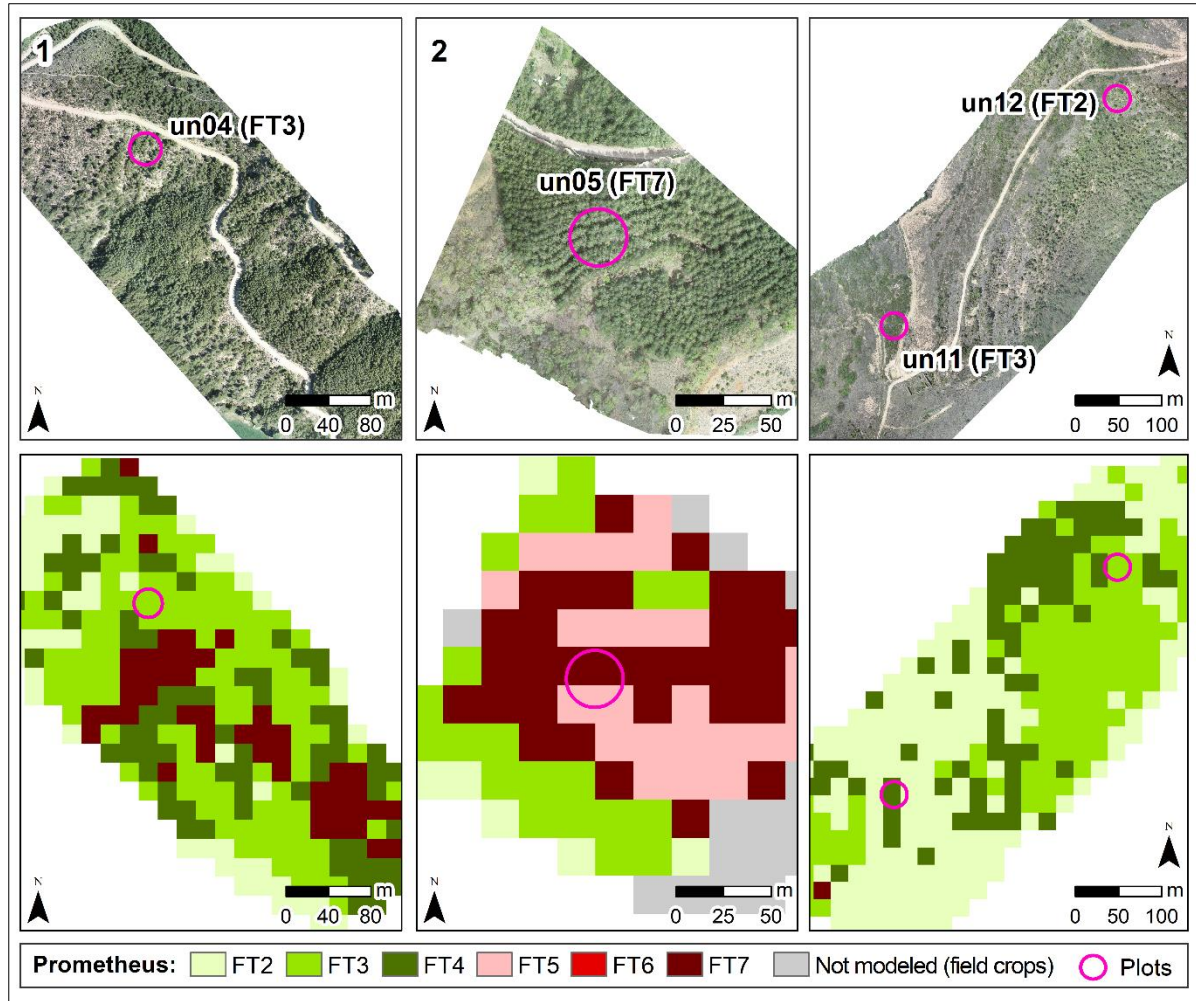 1
un04 (FT3)
N
m
0 40 80
2
un05 (FT7)
N
m
0 25 50
un12 (FT2)
un11 (FT3)
N
m
0 50 100
N
m
0 40 80
N
m
0 25 50
N
m
0 50 100
Prometheus: FT2 FT3 FT4 FT5 FT6 FT7 Not modeled (field crops) Plots